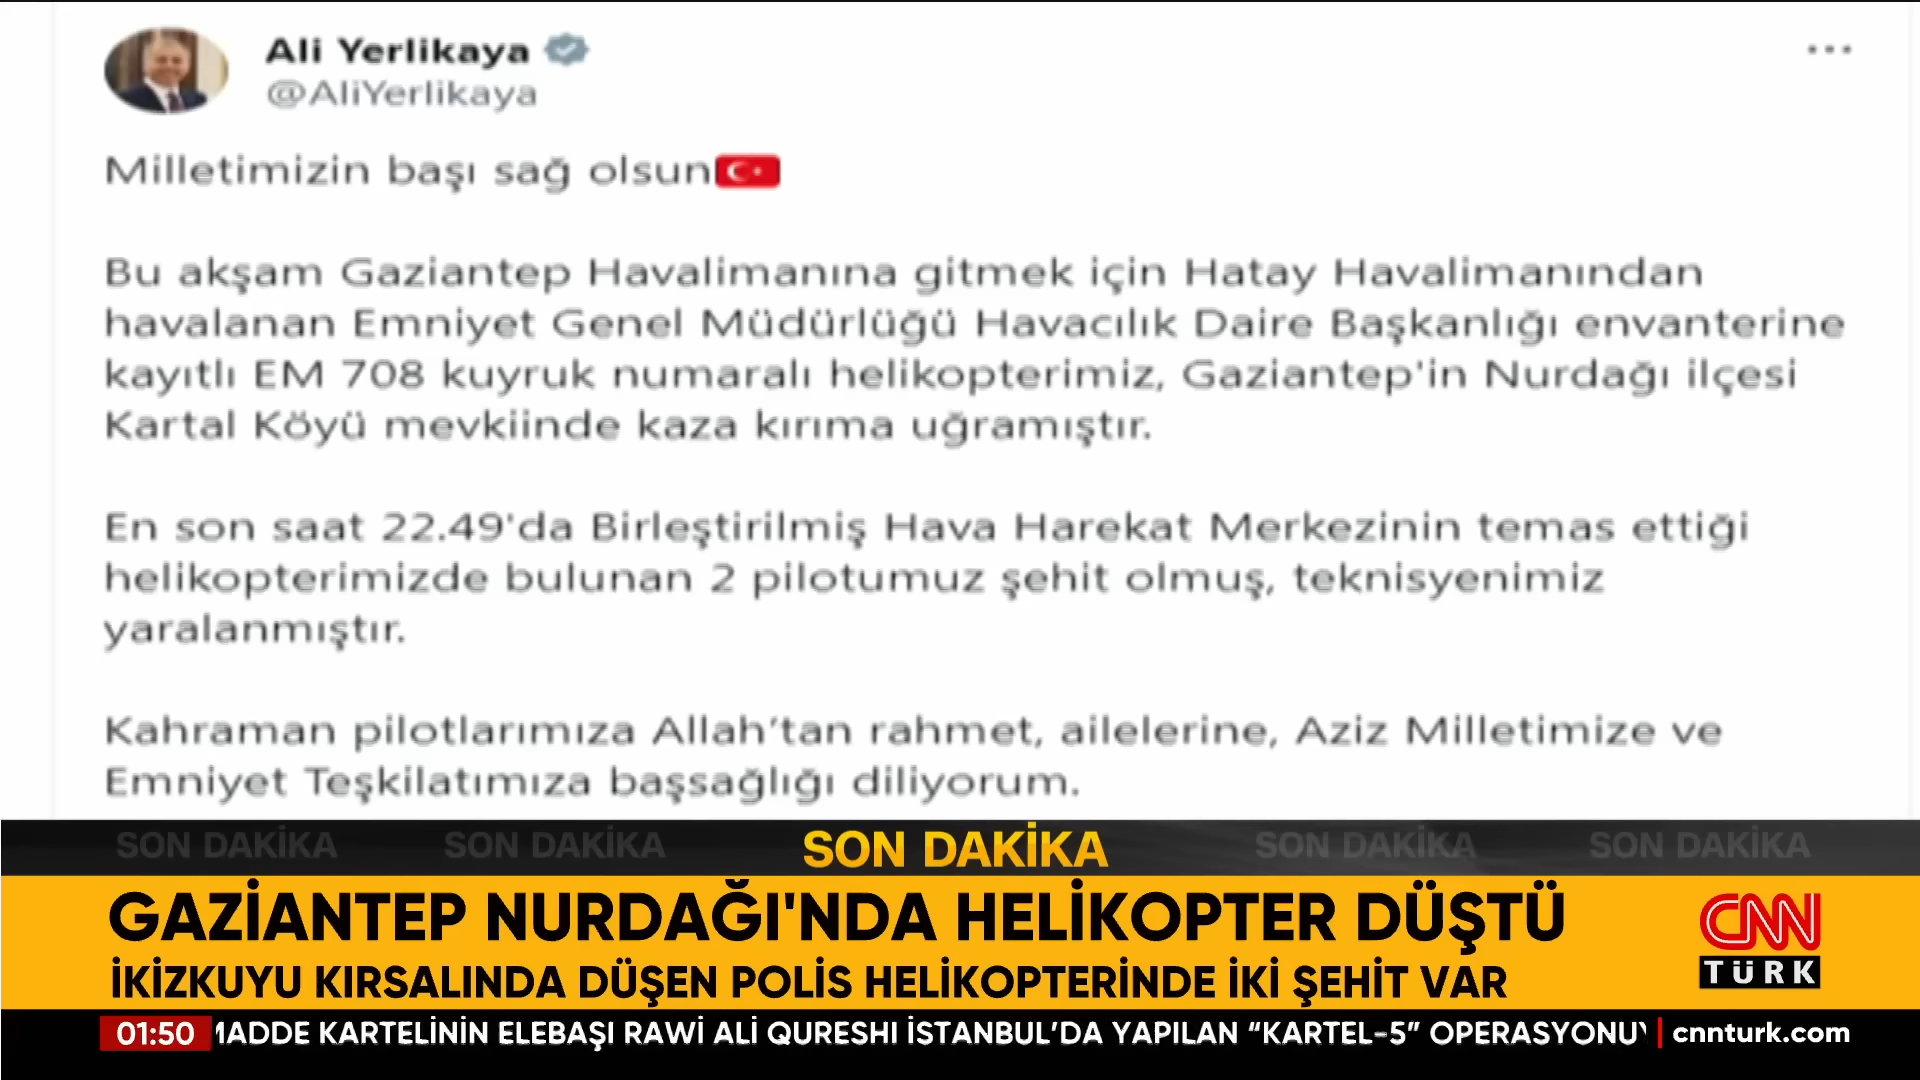 Ali Yerlikaya
@AliYerlikaya
Milletimizin başı sağ olsun🇹🇷
Bu akşam Gaziantep Havalimanına gitmek için Hatay Havalimanından
havalanan Emniyet Genel Müdürlüğü Havacılık Daire Başkanlığı envanterine
kayıtlı EM 708 kuyruk numaralı helikopterimiz, Gaziantep'in Nurdağı ilçesi
Kartal Köyü mevkiinde kaza kırıma uğramıştır.
En son saat 22.49'da Birleştirilmiş Hava Harekat Merkezinin temas ettiği
helikopterimizde bulunan 2 pilotumuz şehit olmuş, teknisyenimiz
yaralanmıştır.
Kahraman pilotlarımıza Allah’tan rahmet, ailelerine, Aziz Milletimize ve
Emniyet Teşkilatımıza başsağlığı diliyorum.
SON DAKİKA SON DAKİKA SON DAKİKA SON DAKİKA SON DAKİKA
GAZİANTEP NURDAĞI'NDA HELİKOPTER DÜŞTÜ
İKİZKUYU KIRSALINDA DÜŞEN POLİS HELİKOPTERİNDE İKİ ŞEHİT VAR
CNN
TÜRK
01:50 MADDE KARTELİNİN ELEBAŞI RAWİ ALİ QURESHI İSTANBUL’DA YAPILAN “KARTEL-5” OPERASYONU cnnturk.com